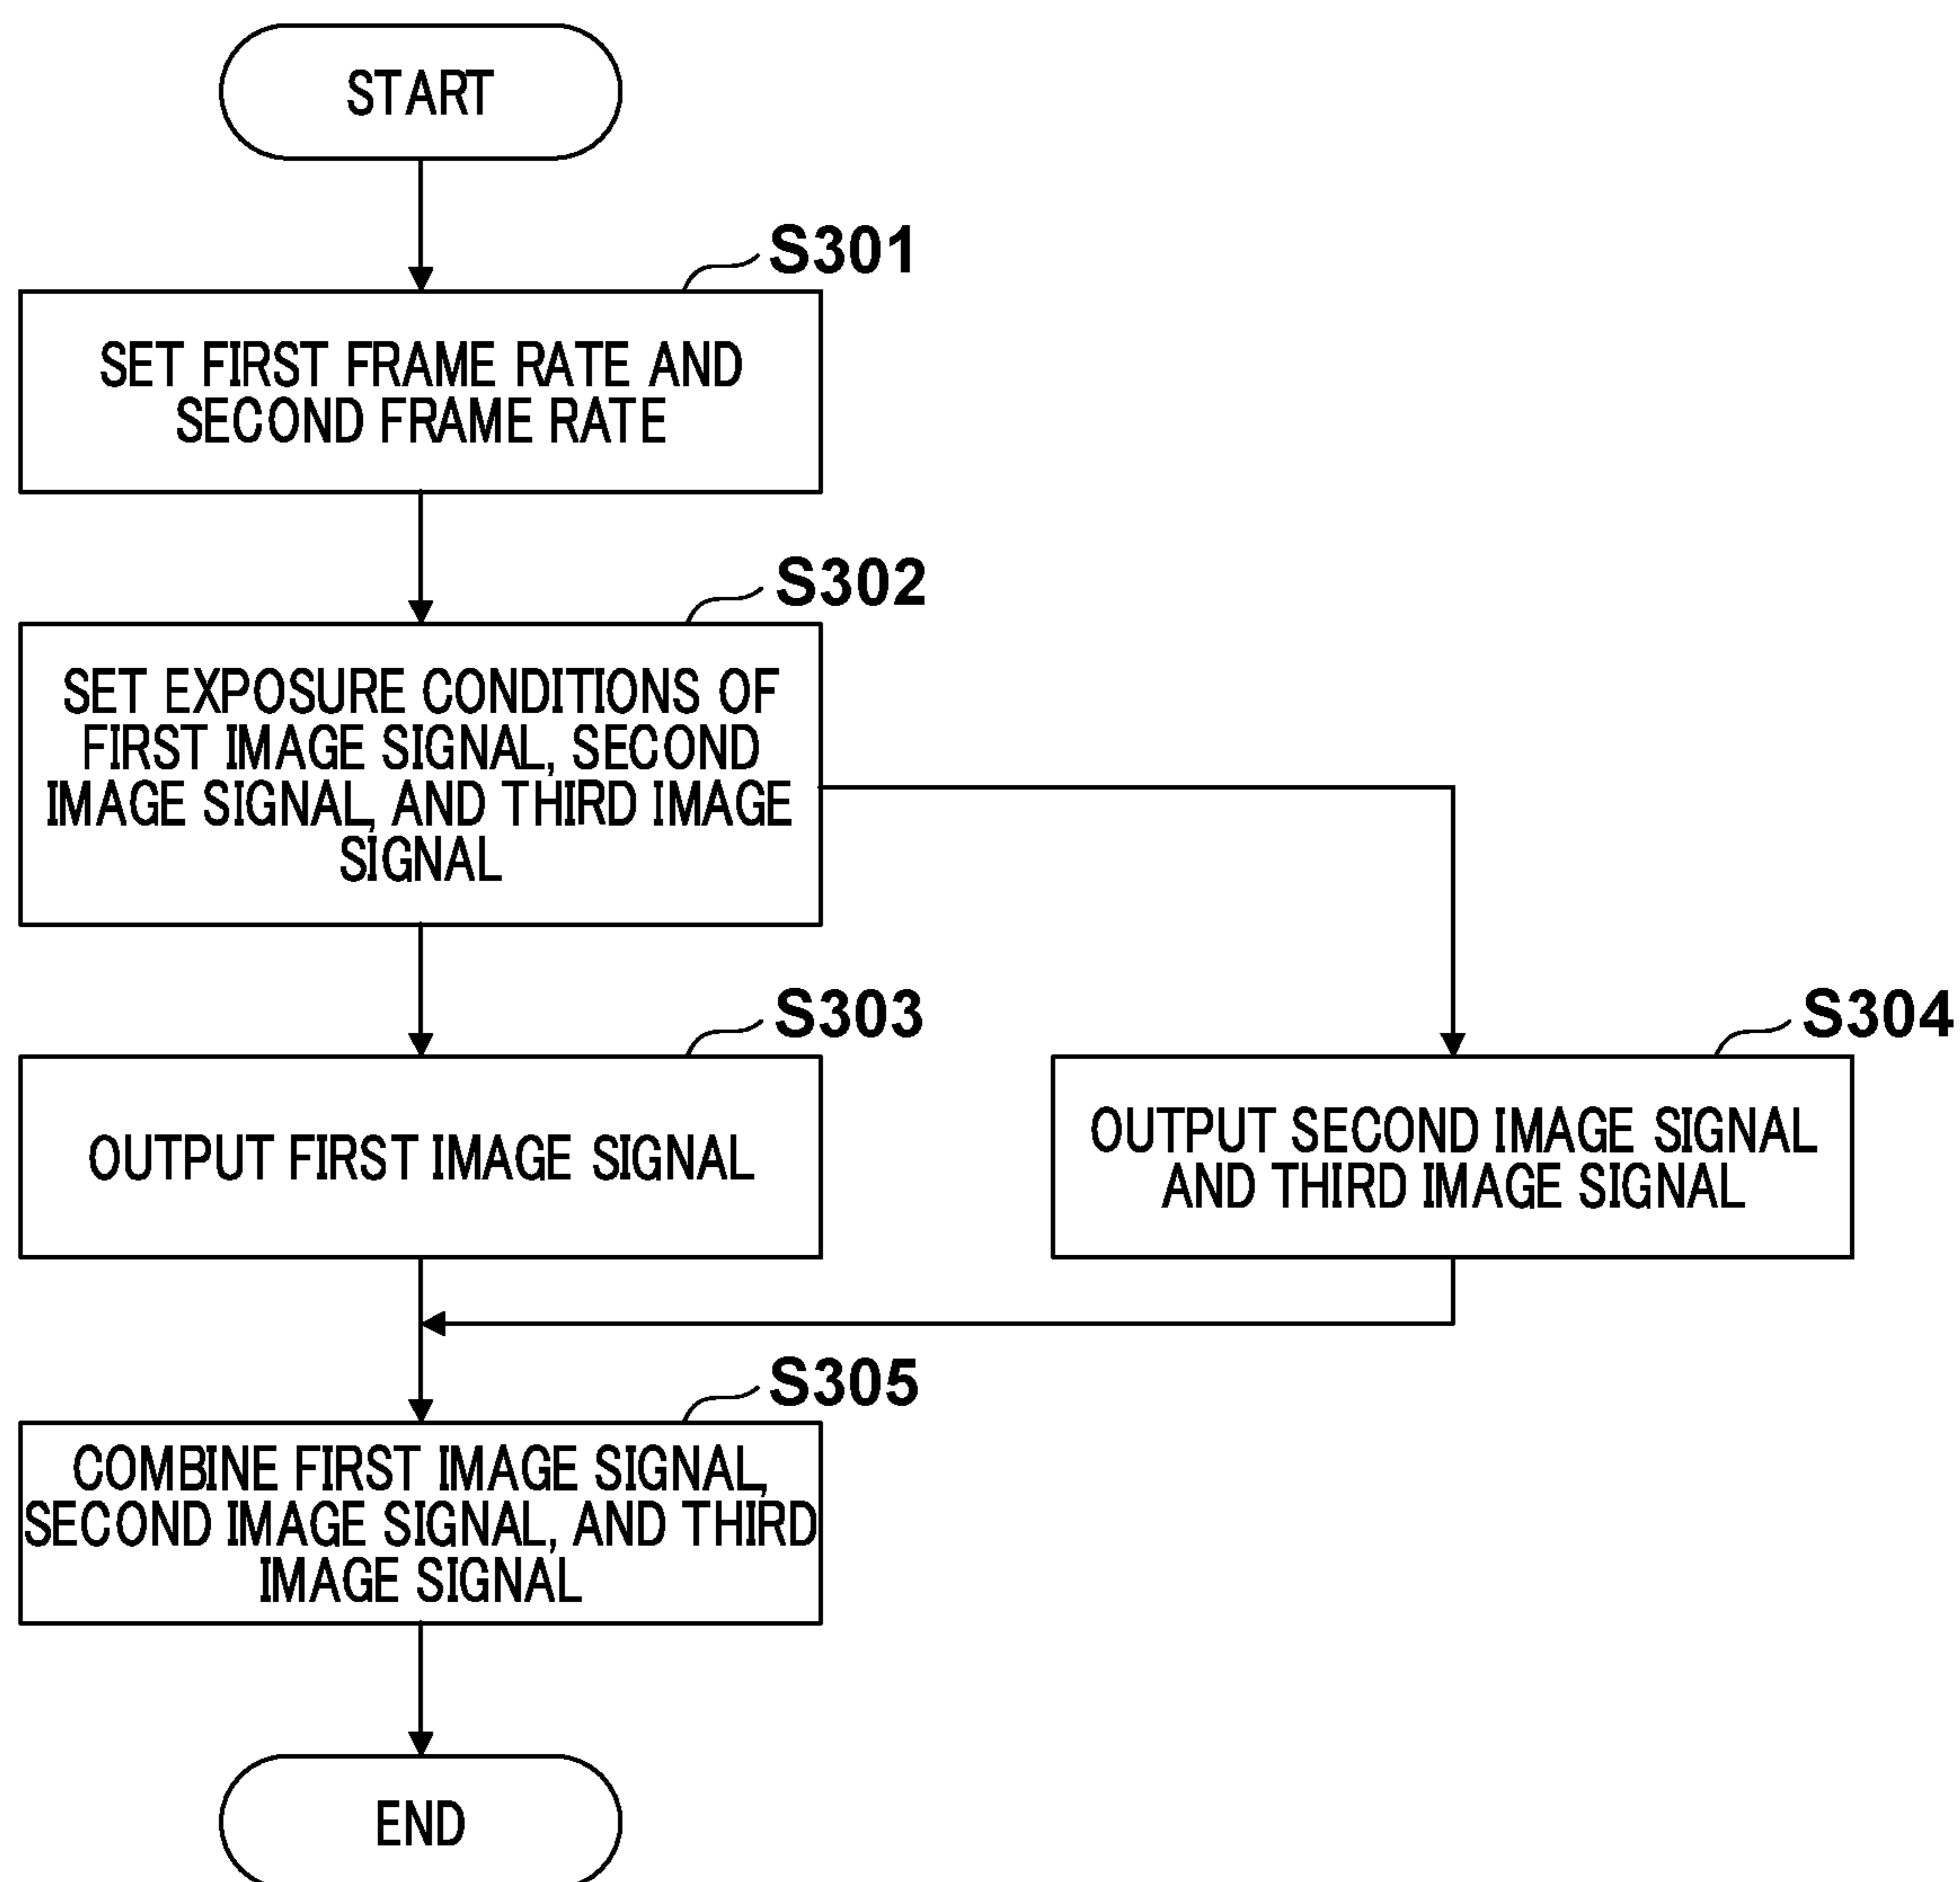 START
S301
SET FIRST FRAME RATE AND
SECOND FRAME RATE
S302
SET EXPOSURE CONDITIONS OF
FIRST IMAGE SIGNAL, SECOND
IMAGE SIGNAL, AND THIRD IMAGE
SIGNAL
S303
OUTPUT FIRST IMAGE SIGNAL
S304
OUTPUT SECOND IMAGE SIGNAL
AND THIRD IMAGE SIGNAL
S305
COMBINE FIRST IMAGE SIGNAL,
SECOND IMAGE SIGNAL, AND THIRD
IMAGE SIGNAL
END